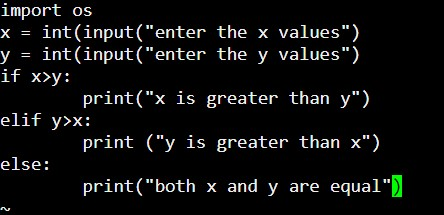 import os
x = int(input("enter the x values")
y = int(input("enter the y values")
if x>y:
        print("x is greater than y")
elif y>x:
        print ("y is greater than x")
else:
        print("both x and y are equal")
~